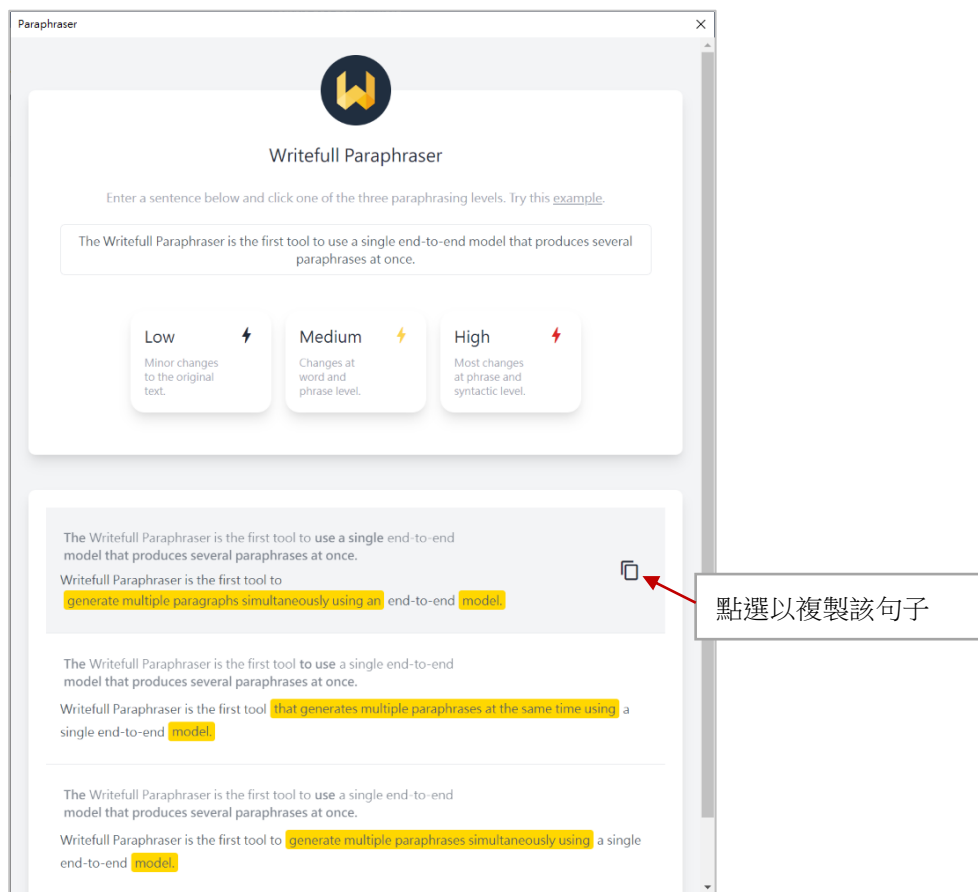 Paraphraser
Writefull Paraphraser
Enter a sentence below and click one of the three paraphrasing levels. Try this example.
The Writefull Paraphraser is the first tool to use a single end-to-end model that produces several
paraphrases at once.
Low
Minor changes
to the original
text.
Medium
Changes at
word and
phrase level.
High
Most changes
at phrase and
syntactic level.
The Writefull Paraphraser is the first tool to use a single end-to-end
model that produces several paraphrases at once.
Writefull Paraphraser is the first tool to
generate multiple paragraphs simultaneously using an end-to-end model.
點選以複製該句子
The Writefull Paraphraser is the first tool to use a single end-to-end
model that produces several paraphrases at once.
Writefull Paraphraser is the first tool that generates multiple paraphrases at the same time using a
single end-to-end model.
The Writefull Paraphraser is the first tool to use a single end-to-end
model that produces several paraphrases at once.
Writefull Paraphraser is the first tool to generate multiple paraphrases simultaneously using a single
end-to-end model.